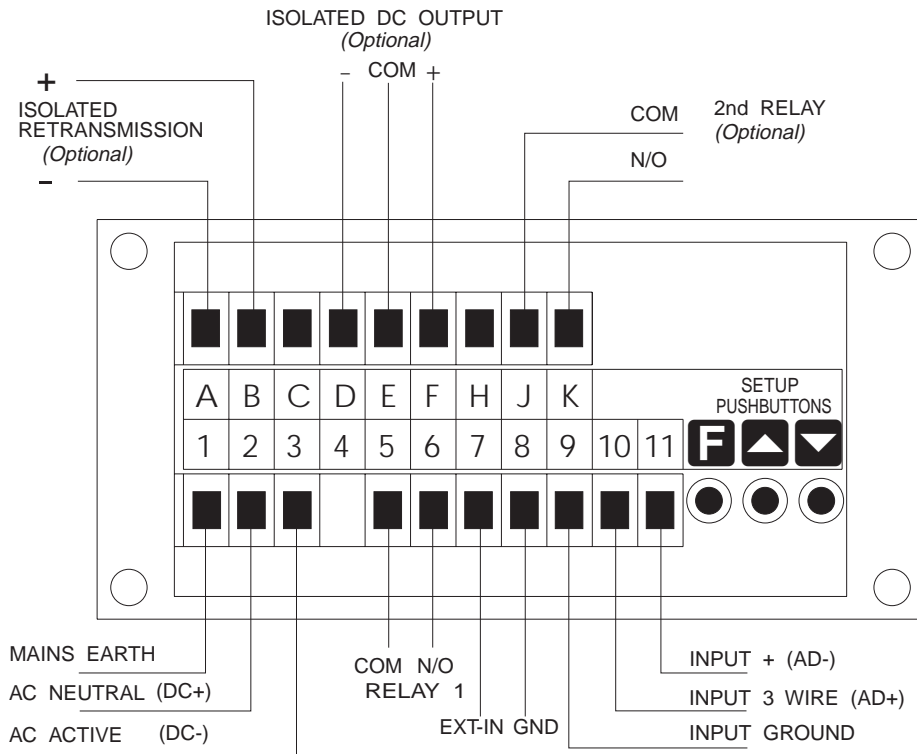 ISOLATED DC OUTPUT
(Optional)
- COM +
+
ISOLATED
RETRANSMISSION
(Optional)
-
COM
2nd RELAY
(Optional)
N/O
A B C D E F H J K
SETUP
PUSHBUTTONS
1 2 3 4 5 6 7 8 9 10 11
F
MAINS EARTH
AC NEUTRAL (DC+)
AC ACTIVE (DC-)
COM N/O
RELAY 1
EXT-IN GND
INPUT + (AD-)
INPUT 3 WIRE (AD+)
INPUT GROUND